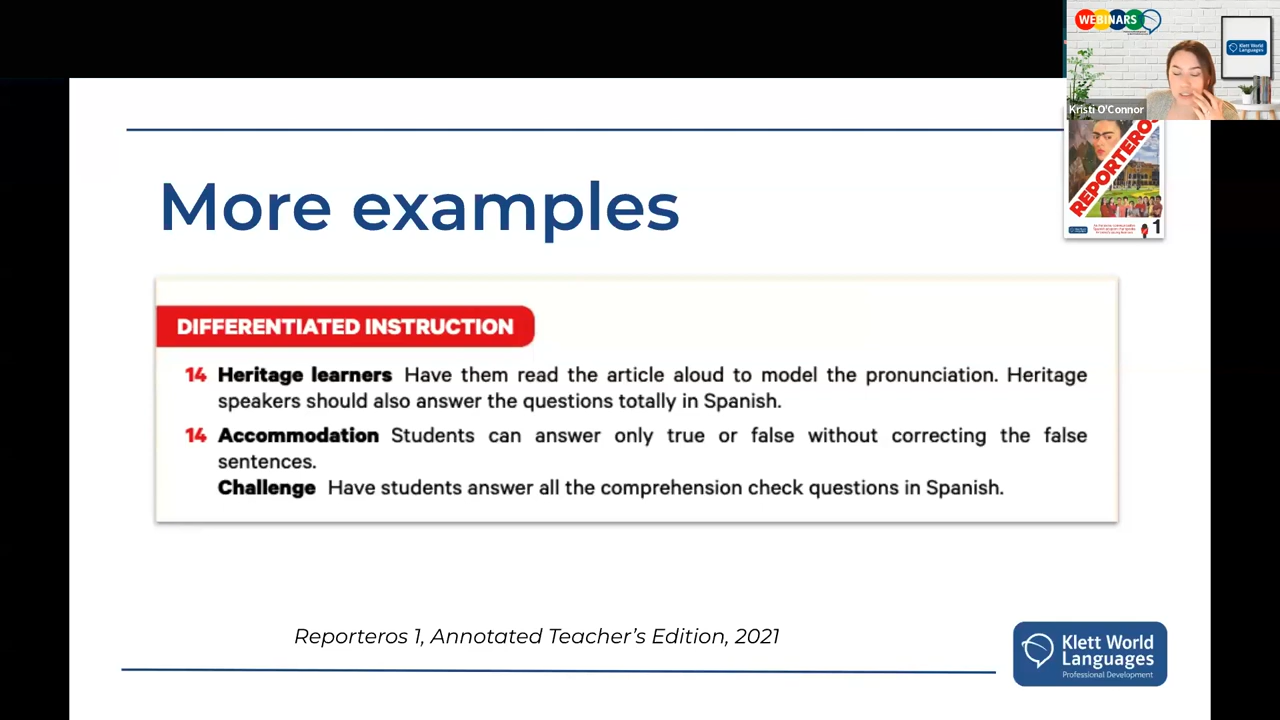 WEBINARS
Klett World
Languages
Kristi O'Connor
REPORTEROS
1
More examples
DIFFERENTIATED INSTRUCTION
14 Heritage learners Have them read the article aloud to model the pronunciation. Heritage
speakers should also answer the questions totally in Spanish.
14 Accommodation Students can answer only true or false without correcting the false
sentences.
Challenge Have students answer all the comprehension check questions in Spanish.
Reporteros 1, Annotated Teacher’s Edition, 2021
Klett World
Languages
Professional Development